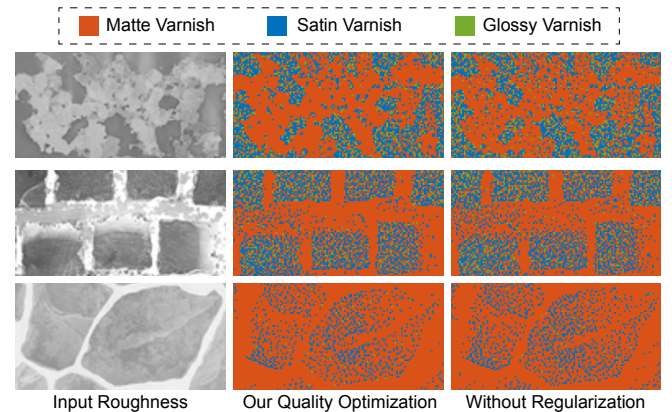 Matte Varnish Satin Varnish Glossy Varnish
Input Roughness Our Quality Optimization Without Regularization